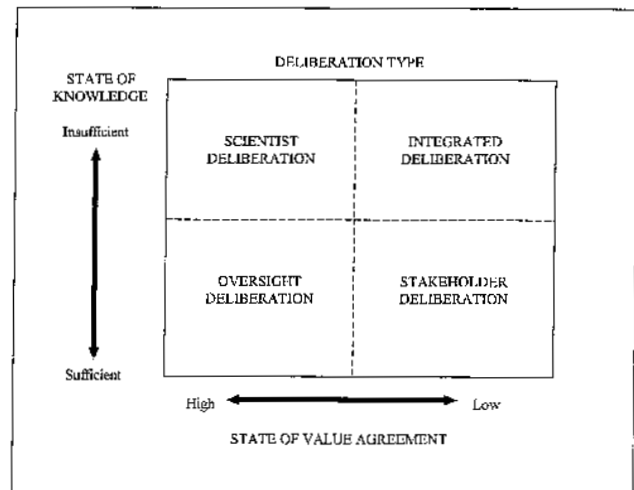 DELIBERATION TYPE
STATE OF
KNOWLEDGE
Insufficient
SCIENTIST
DELIBERATION
INTEGRATED
DELIBERATION
OVERSIGHT
DELIBERATION
STAKEHOLDER
DELIBERATION
Sufficient
High
Low
STATE OF VALUE AGREEMENT